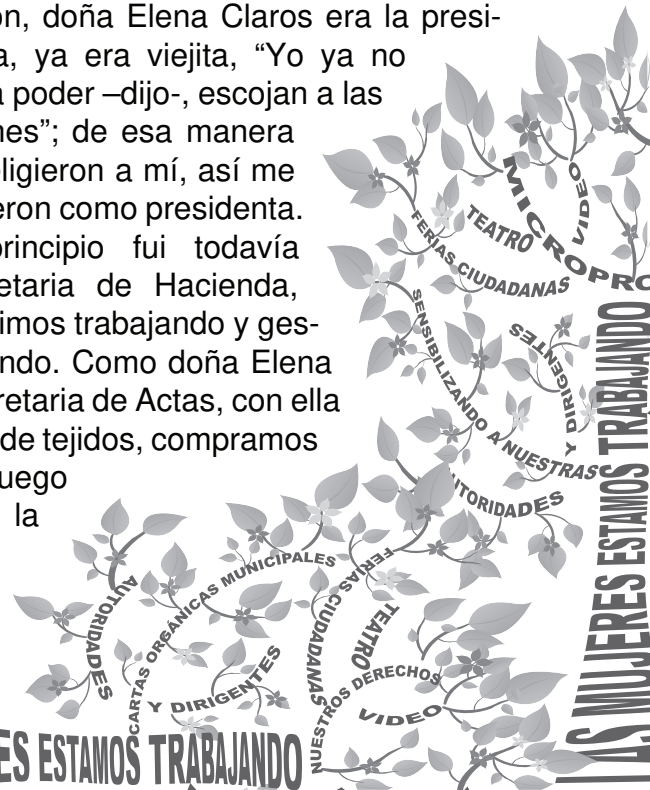 ón, doña Elena Claros era la presi-
a, ya era viejita, “Yo ya no
a poder –dijo-, escojan a las
nes”; de esa manera
eligieron a mí, así me
eron como presidenta.
principio fui todavía
etaria de Hacienda,
uimos trabajando y ges-
ndo. Como doña Elena
retaria de Actas, con ella
de tejidos, compramos
uego
la
MICROPRO
VIDEO
TEATRO
FERIAS CIUDADANAS
SENSIBILIZANDO A NUESTRAS
Y DIRIGENTES
AUTORIDADES
LAS MUJERES ESTAMOS TRABAJANDO
AUTORIDADES
CARTAS ORGÁNICAS MUNICIPALES
Y DIRIGENTES
FERIAS CIUDADANAS
TEATRO
NUESTROS DERECHOS
VIDEO
ES ESTAMOS TRABAJANDO